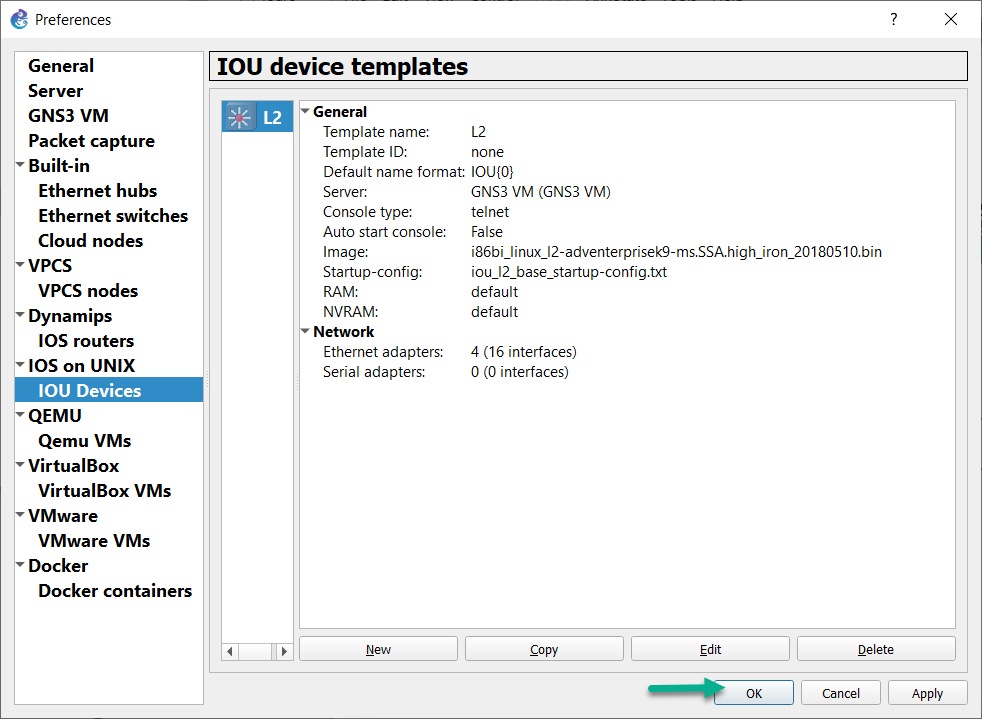 Preferences
?
General
Server
GNS3 VM
Packet capture
Built-in
Ethernet hubs
Ethernet switches
Cloud nodes
VPCS
VPCS nodes
Dynamips
IOS routers
IOS on UNIX
IOU Devices
QEMU
Qemu VMs
VirtualBox
VirtualBox VMs
VMware
VMware VMs
Docker
Docker containers
IOU device templates
L2
General
Template name: L2
Template ID: none
Default name format: IOU{0}
Server: GNS3 VM (GNS3 VM)
Console type: telnet
Auto start console: False
Image: i86bi_linux_l2-adventerprisek9-ms.SSA.high_iron_20180510.bin
Startup-config: iou_l2_base_startup-config.txt
RAM: default
NVRAM: default
Network
Ethernet adapters: 4 (16 interfaces)
Serial adapters: 0 (0 interfaces)
New Copy Edit Delete
OK Cancel Apply